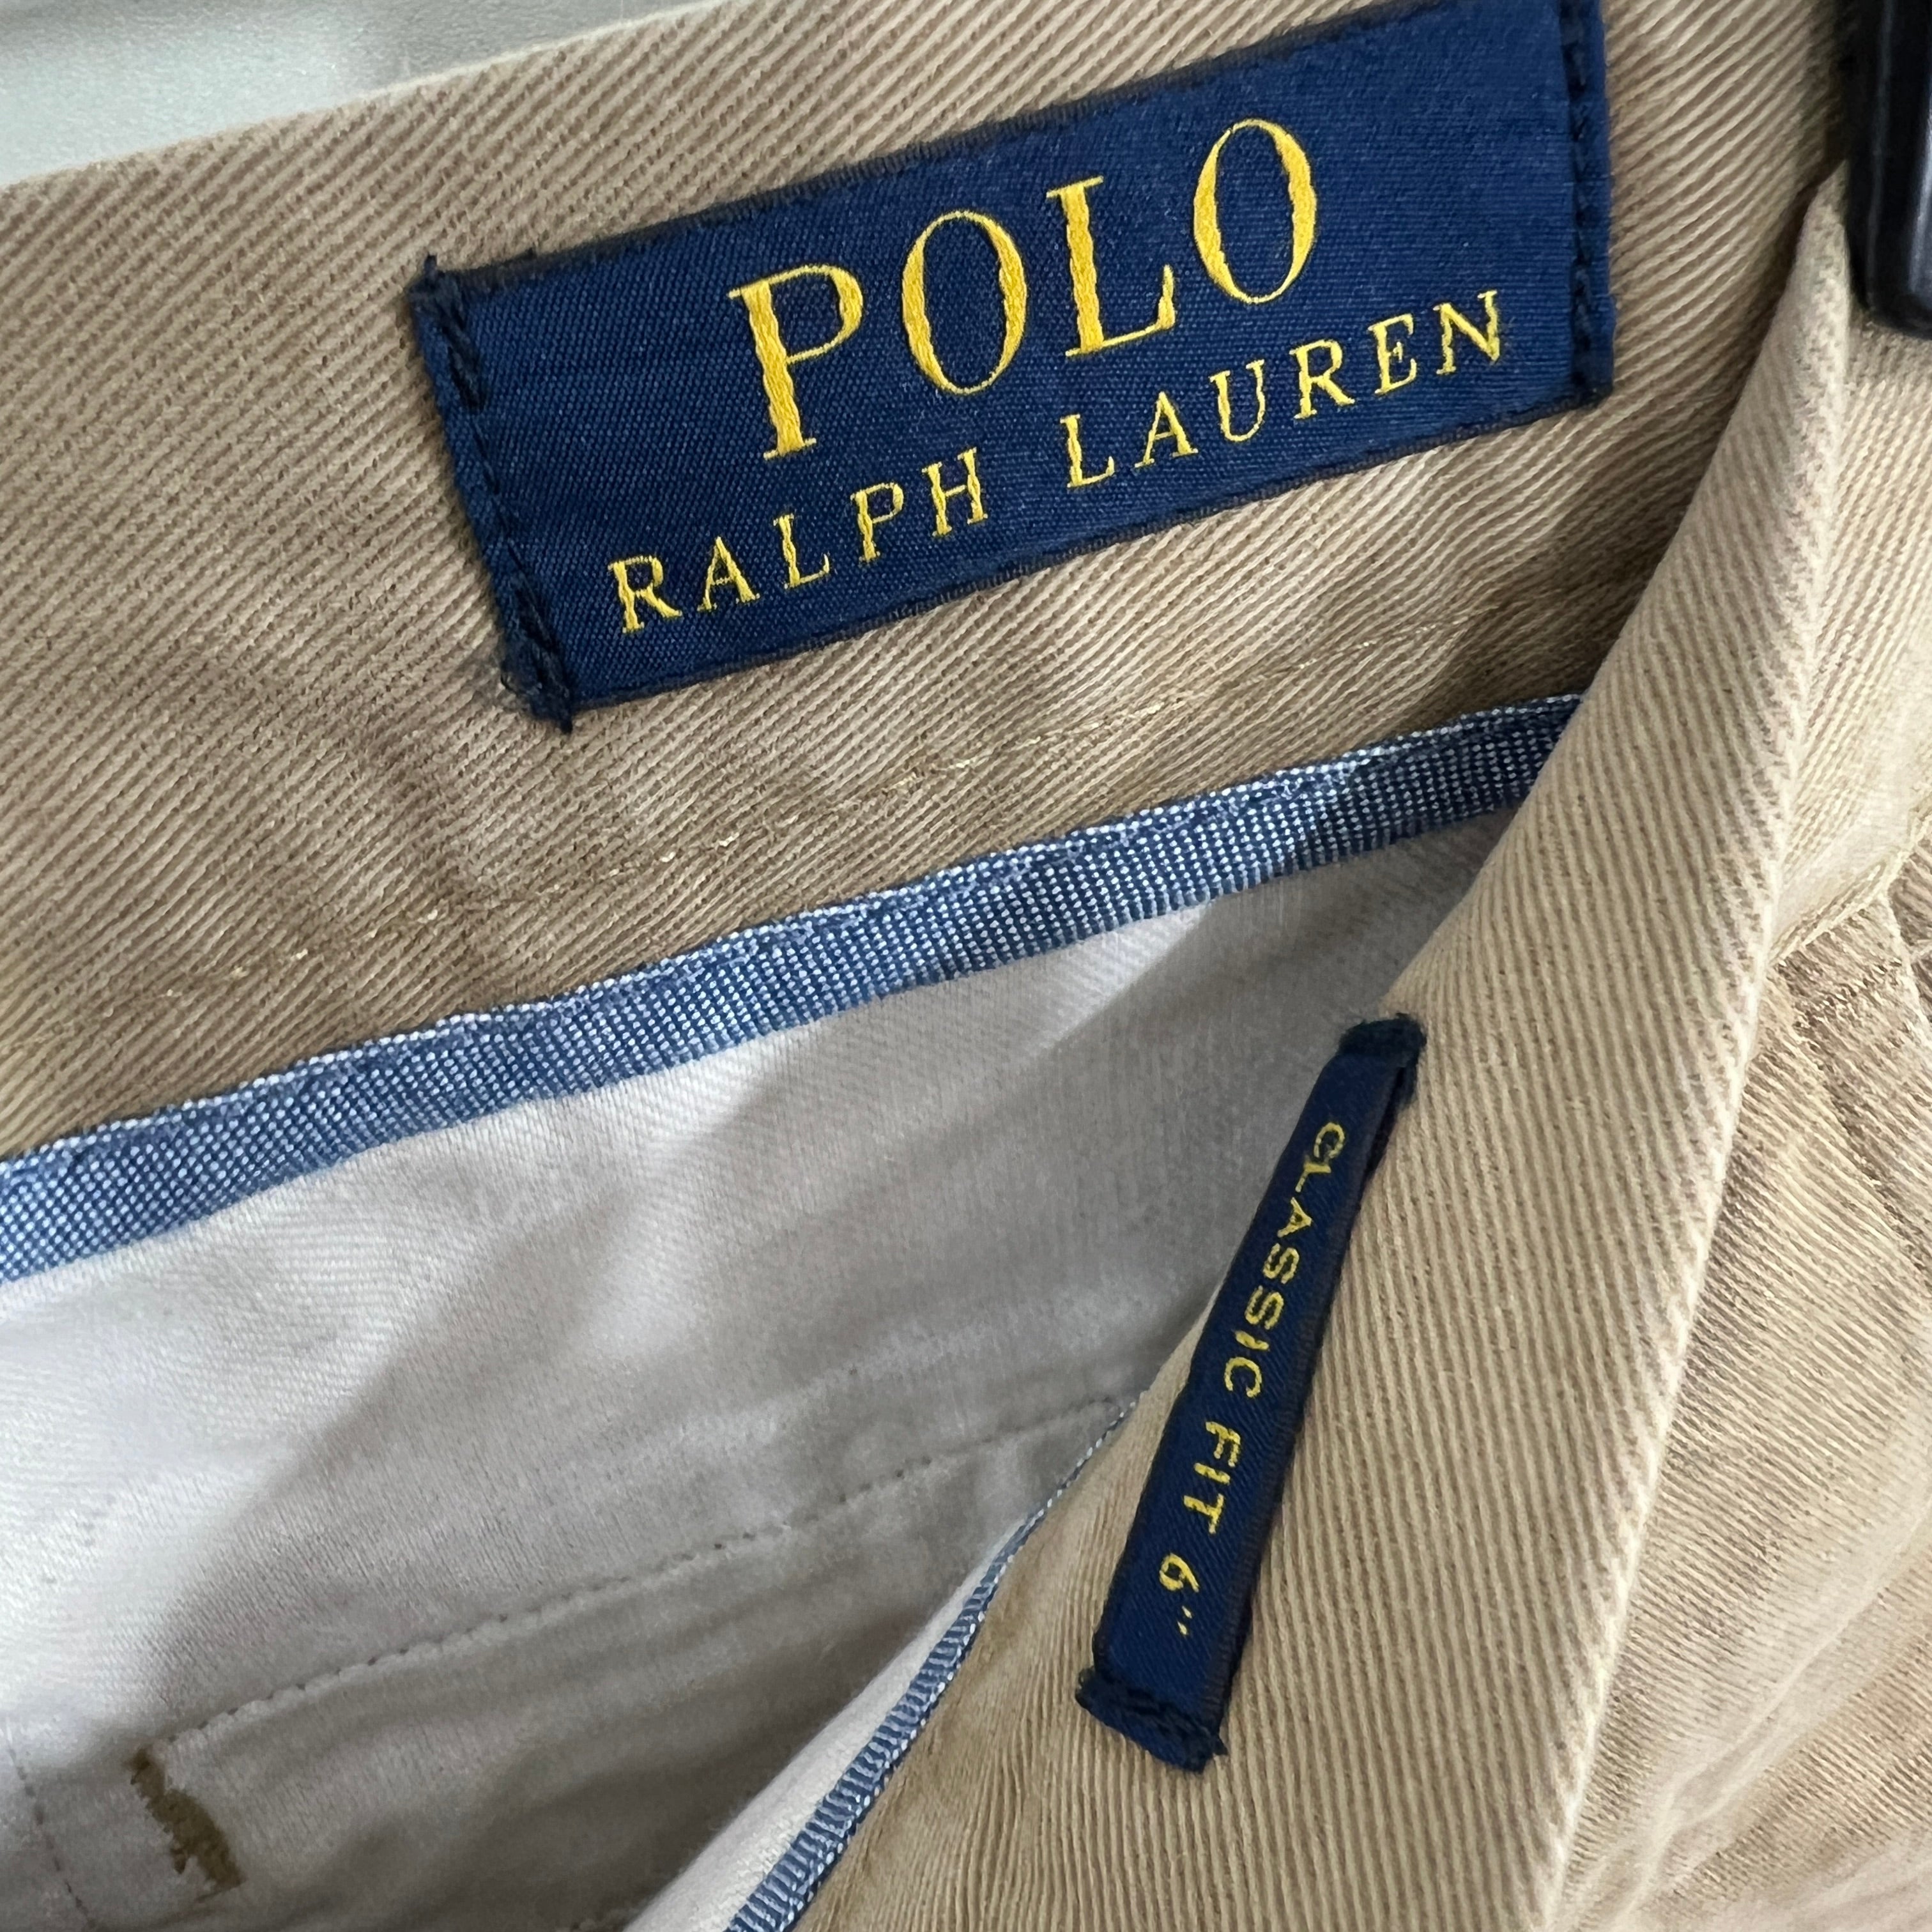 POLO
RALPH LAUREN
CLASSIC FIT 6"